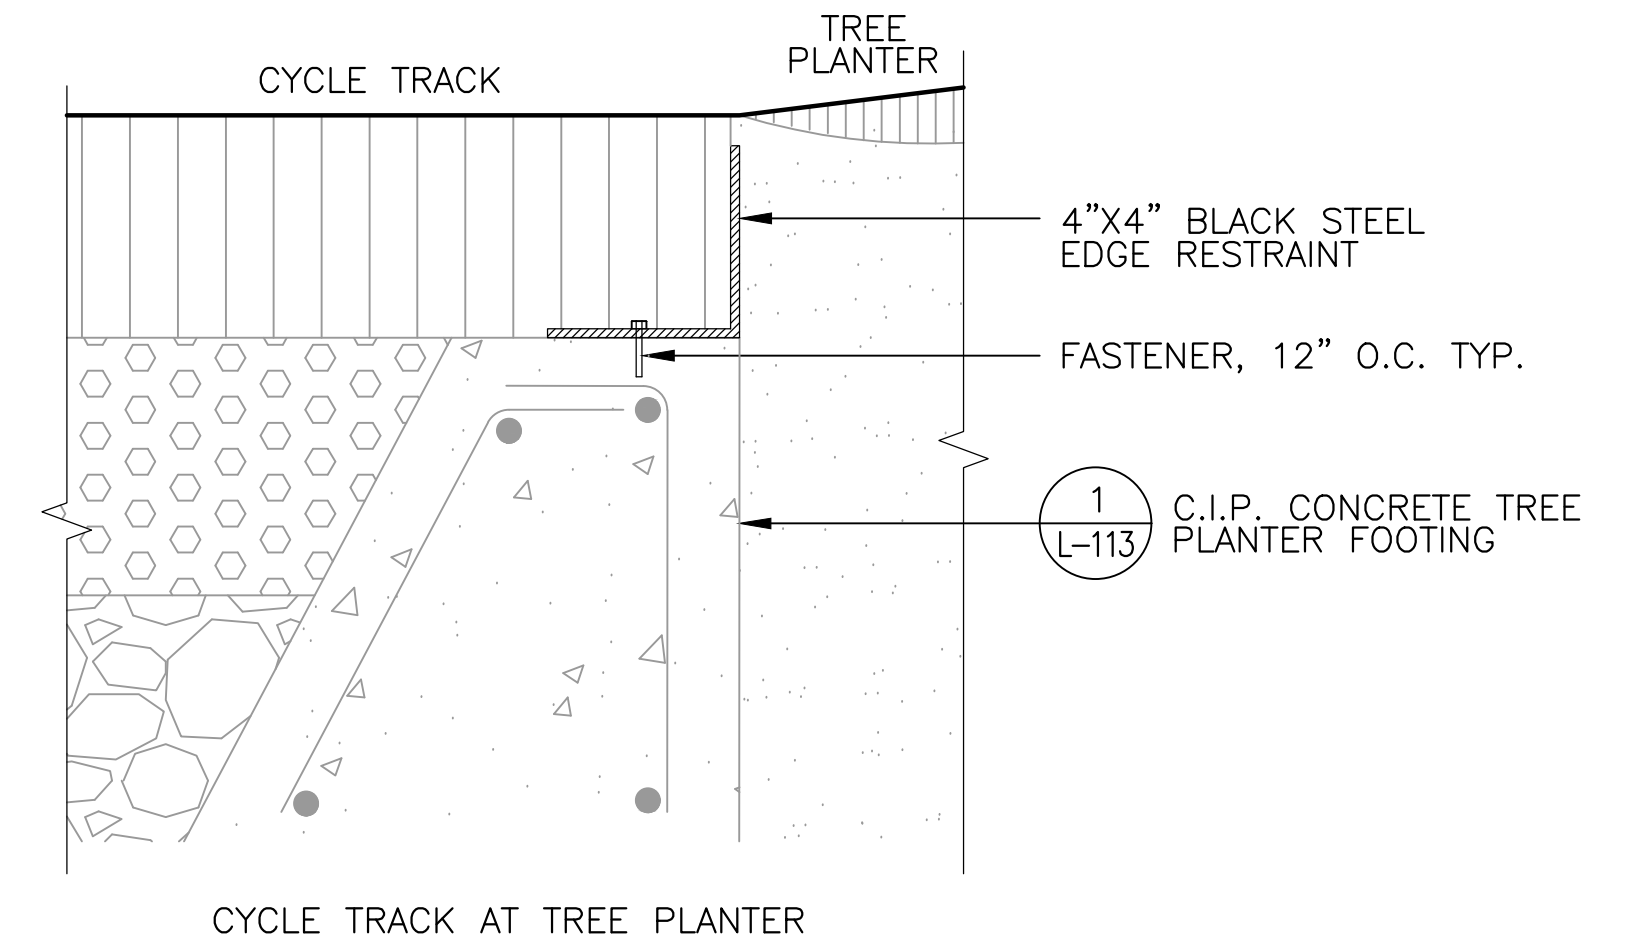 TREE
PLANTER
CYCLE TRACK
4”X4” BLACK STEEL
EDGE RESTRAINT
FASTENER, 12” O.C. TYP.
1
L-113
C.I.P. CONCRETE TREE
PLANTER FOOTING
CYCLE TRACK AT TREE PLANTER